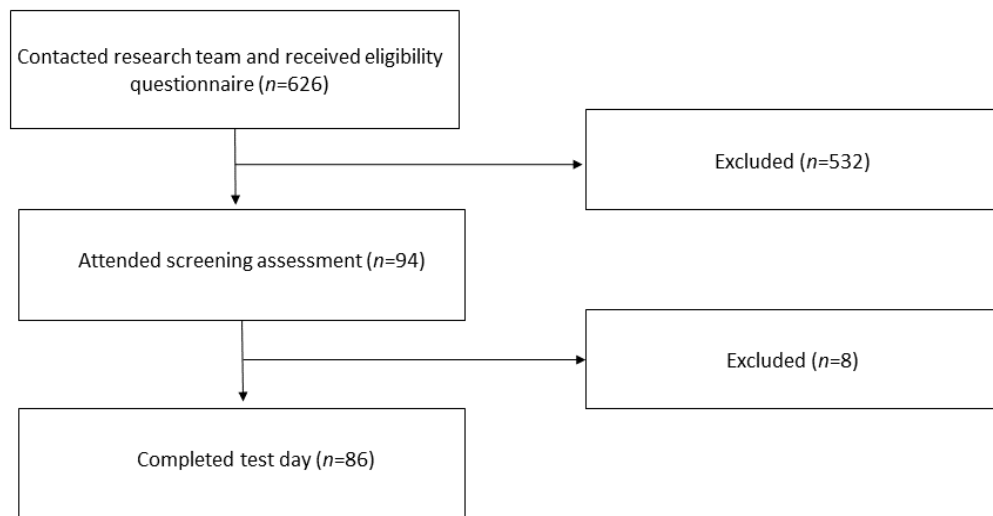 Contacted research team and received eligibility
questionnaire (n=626)
Excluded (n=532)
Attended screening assessment (n=94)
Excluded (n=8)
Completed test day (n=86)